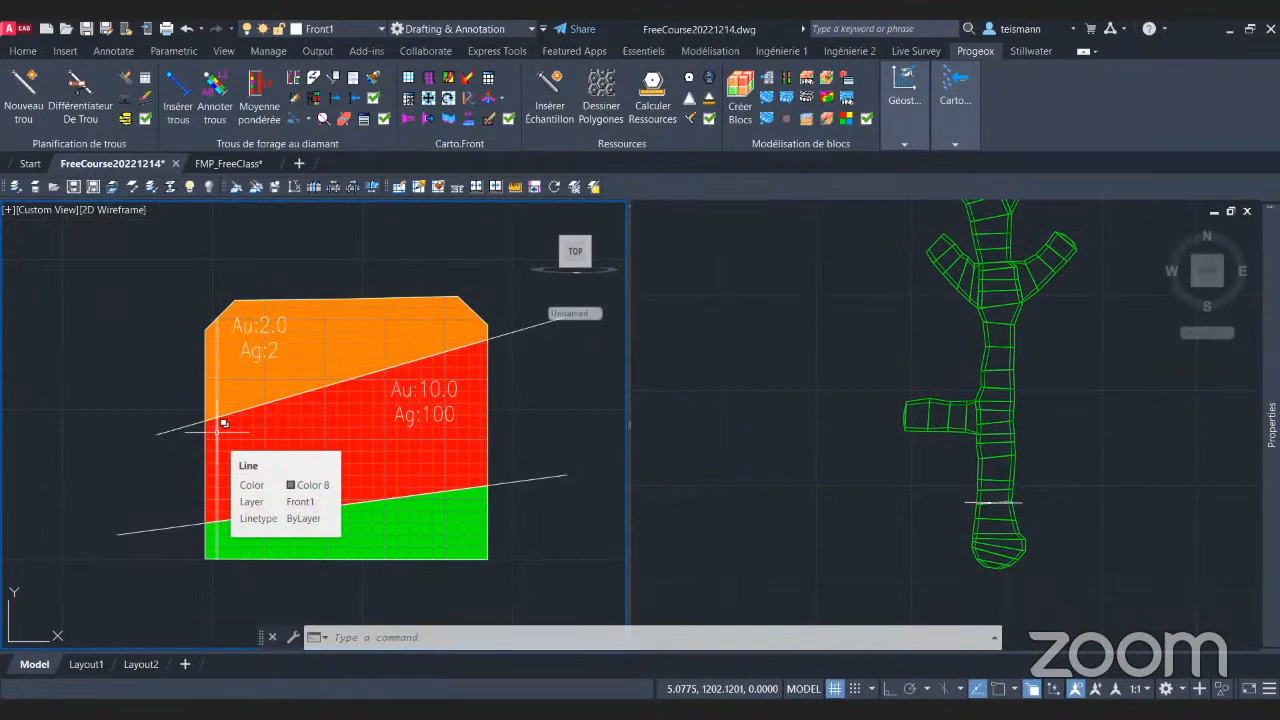 A CAD
Front1
Drafting & Annotation
Share
FreeCourse20221214.dwg
Type a keyword or phrase
teismann
Home Insert Annotate Parametric View Manage Output Add-ins Collaborate Express Tools Featured Apps Essentiels Modélisation Ingénierie 1 Ingénierie 2 Live Survey Progeox Stillwater
Nouveau trou
Différentiateur De Trou
Insérer trous
Annoter trous
Moyenne pondérée
Insérer Échantillon
Dessiner Polygones
Calculer Ressources
Créer Blocs
Géost...
Carto...
Planification de trous
Trous de forage au diamant
Carto.Front
Ressources
Modélisation de blocs
Start
FreeCourse20221214*
FMP_FreeClass*
[+][Custom View][2D Wireframe]
TOP
Unnamed
N
W E
S
Au:2.0
Ag:2
Au:10.0
Ag:100
Line
Color Color 8
Layer Front1
Linetype ByLayer
Properties
Y
X
Type a command
zoom
Model Layout1 Layout2
5.0775, 1202.1201, 0.0000 MODEL
1:1